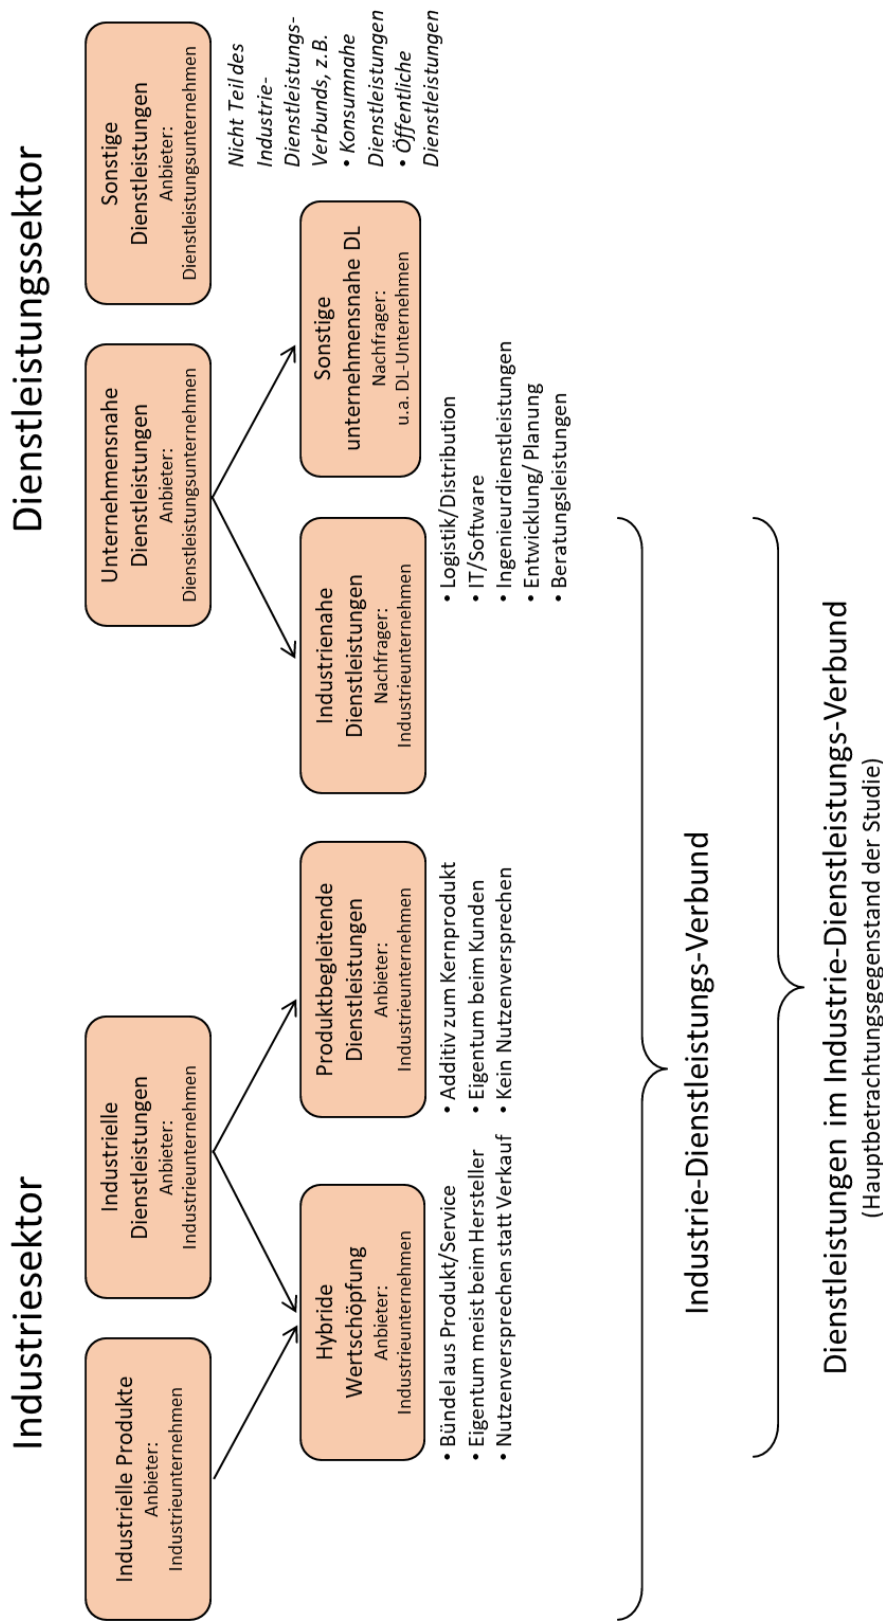 Industriesektor
Dienstleistungssektor
Industrielle Produkte
Anbieter:
Industrieunternehmen
Industrielle
Dienstleistungen
Anbieter:
Industrieunternehmen
Unternehmensnahe
Dienstleistungen
Anbieter:
Dienstleistungsunternehmen
Sonstige
Dienstleistungen
Anbieter:
Dienstleistungsunternehmen
Nicht Teil des
Industrie-
Dienstleistungs-
Verbunds, z.B.
• Konsumnahe
Dienstleistungen
• Öffentliche
Dienstleistungen
Hybride
Wertschöpfung
Anbieter:
Industrieunternehmen
• Bündel aus Produkt/Service
• Eigentum meist beim Hersteller
• Nutzenversprechen statt Verkauf
Produktbegleitende
Dienstleistungen
Anbieter:
Industrieunternehmen
• Additiv zum Kernprodukt
• Eigentum beim Kunden
• Kein Nutzenversprechen
Industrienahe
Dienstleistungen
Nachfrager:
Industrieunternehmen
• Logistik/Distribution
• IT/Software
• Ingenieurdienstleistungen
• Entwicklung/ Planung
• Beratungsleistungen
Sonstige
unternehmensnahe DL
Nachfrager:
u.a. DL-Unternehmen
Industrie-Dienstleistungs-Verbund
Dienstleistungen im Industrie-Dienstleistungs-Verbund
(Hauptbetrachtungsgegenstand der Studie)